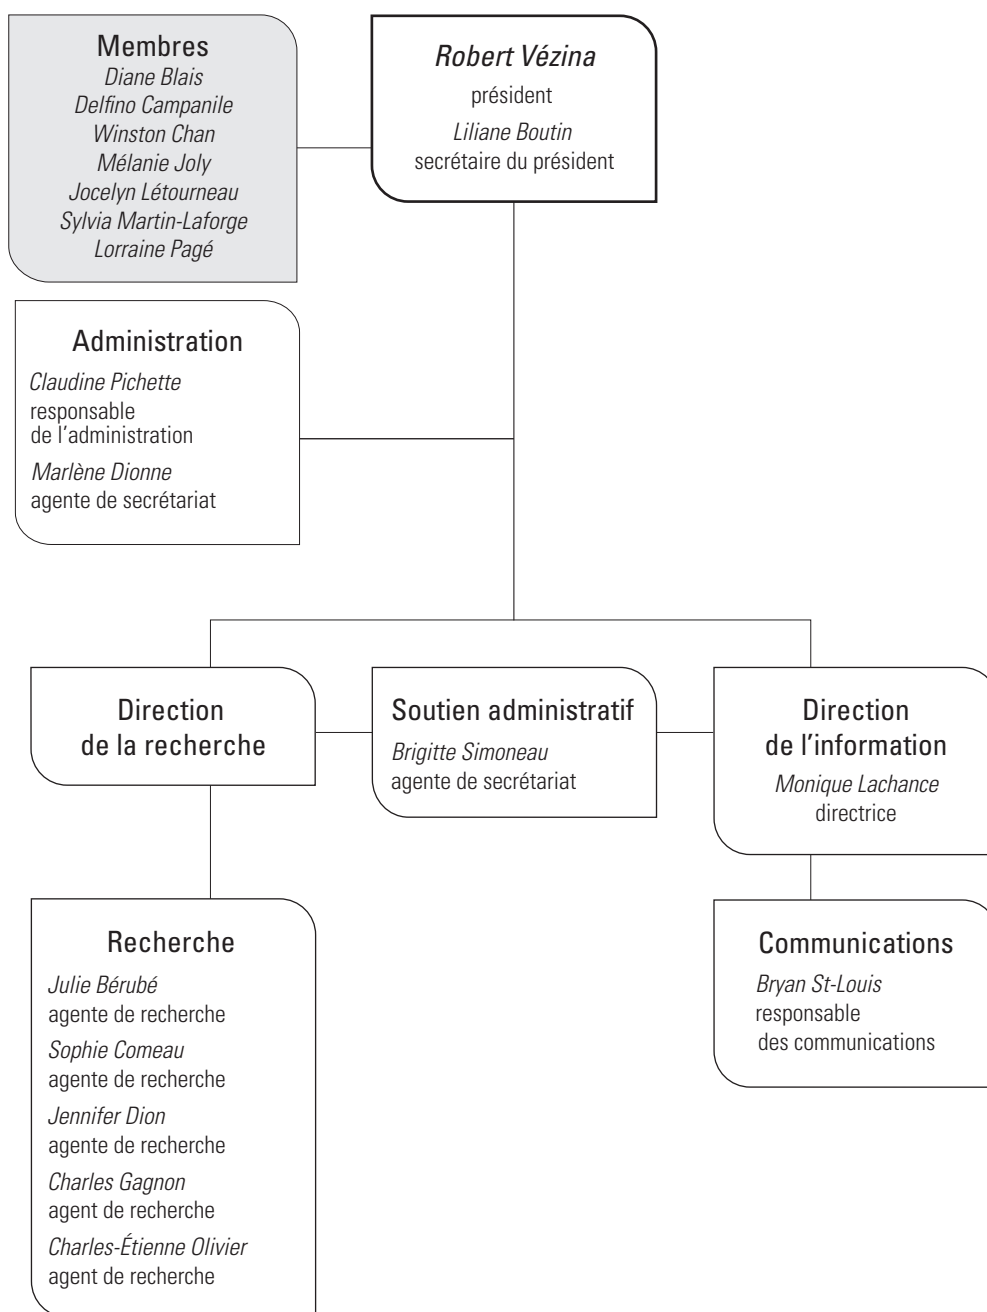 Membres
Diane Blais
Delfino Campanile
Winston Chan
Mélanie Joly
Jocelyn Létourneau
Sylvia Martin-Laforge
Lorraine Pagé
Robert Vézina
président
Liliane Boutin
secrétaire du président
Administration
Claudine Pichette
responsable
de l’administration
Marlène Dionne
agente de secrétariat
Direction
de la recherche
Soutien administratif
Brigitte Simoneau
agente de secrétariat
Direction
de l’information
Monique Lachance
directrice
Recherche
Julie Bérubé
agente de recherche
Sophie Comeau
agente de recherche
Jennifer Dion
agente de recherche
Charles Gagnon
agent de recherche
Charles-Étienne Olivier
agent de recherche
Communications
Bryan St-Louis
responsable
des communications